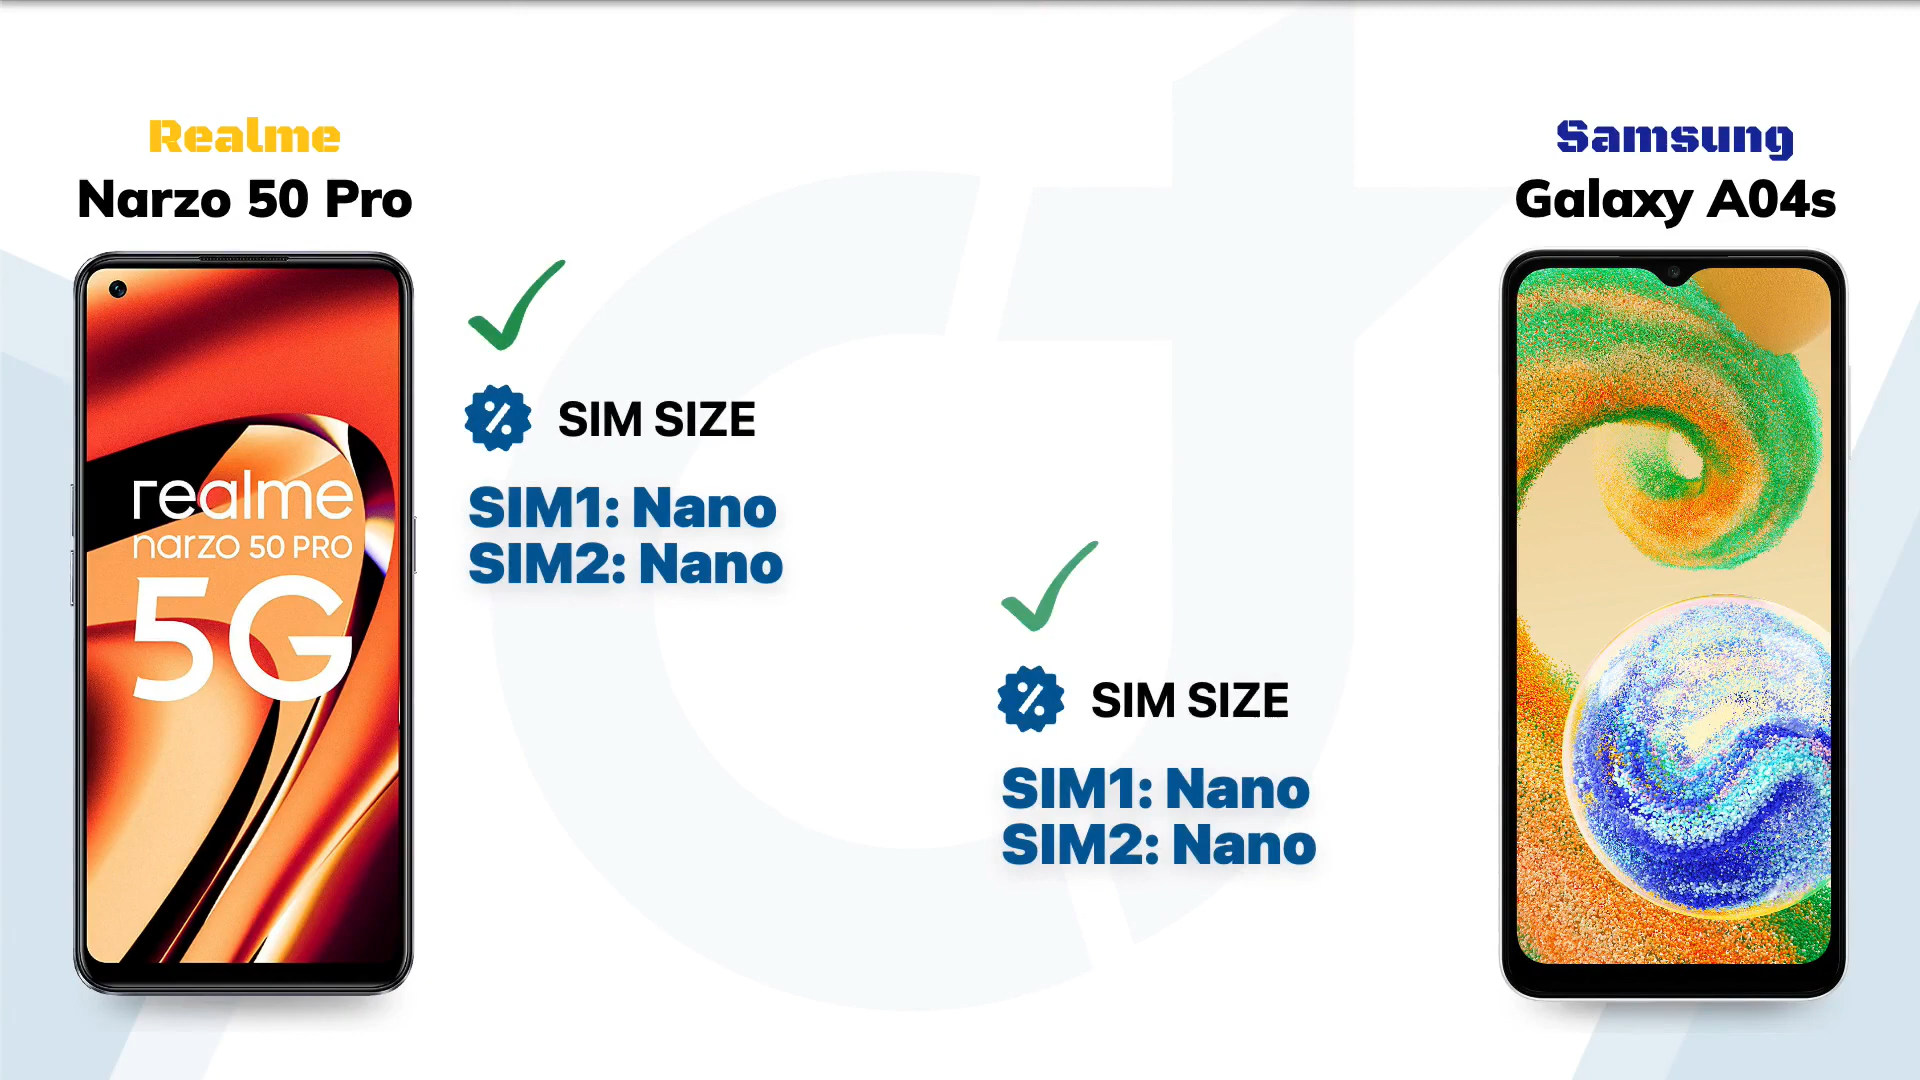 Realme
Narzo 50 Pro
realme
narzo 50 PRO
5G
SIM SIZE
SIM1: Nano
SIM2: Nano
Samsung
Galaxy A04s
SIM SIZE
SIM1: Nano
SIM2: Nano